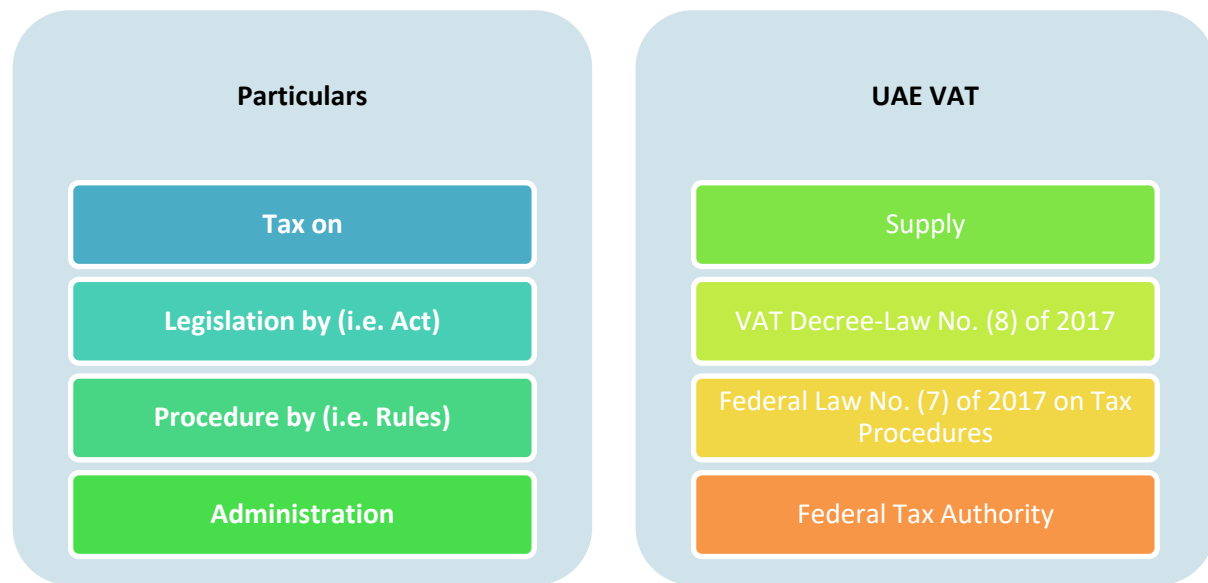 Particulars
Tax on
Legislation by (i.e. Act)
Procedure by (i.e. Rules)
Administration
UAE VAT
Supply
VAT Decree-Law No. (8) of 2017
Federal Law No. (7) of 2017 on Tax
Procedures
Federal Tax Authority